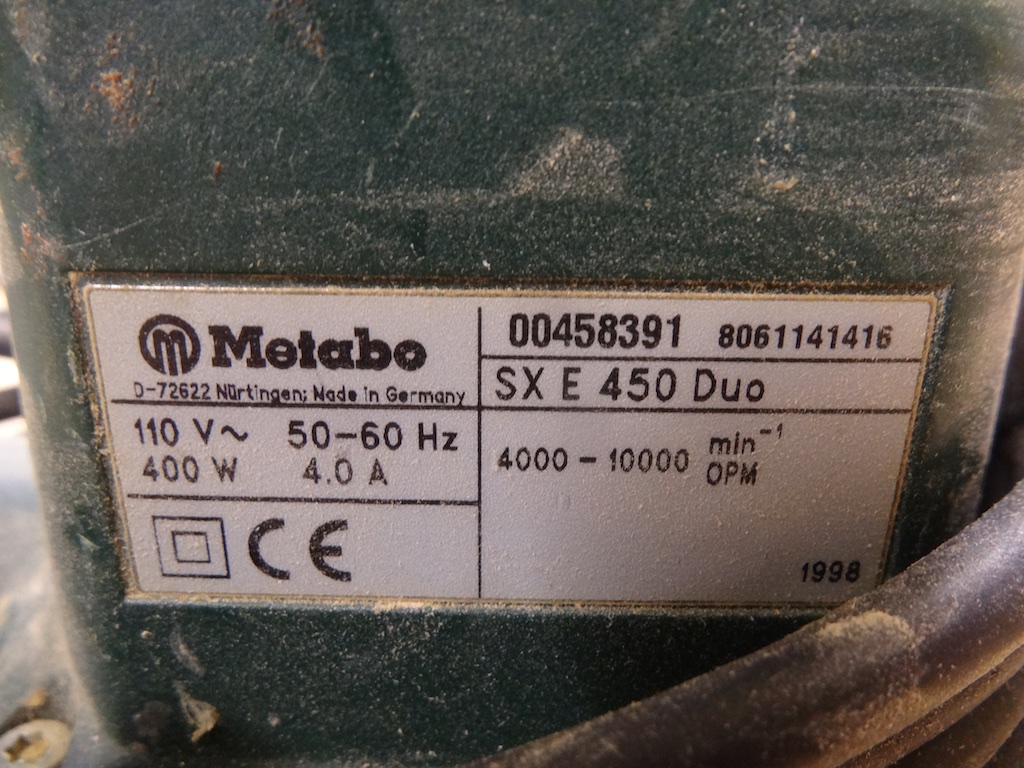 Metabo
D-72622 Nürtingen; Made in Germany
00458391 8061141416
SX E 450 Duo
110 V~ 50-60 Hz
400 W 4.0 A
4000 - 10000 min⁻¹
OPM
CE
1998